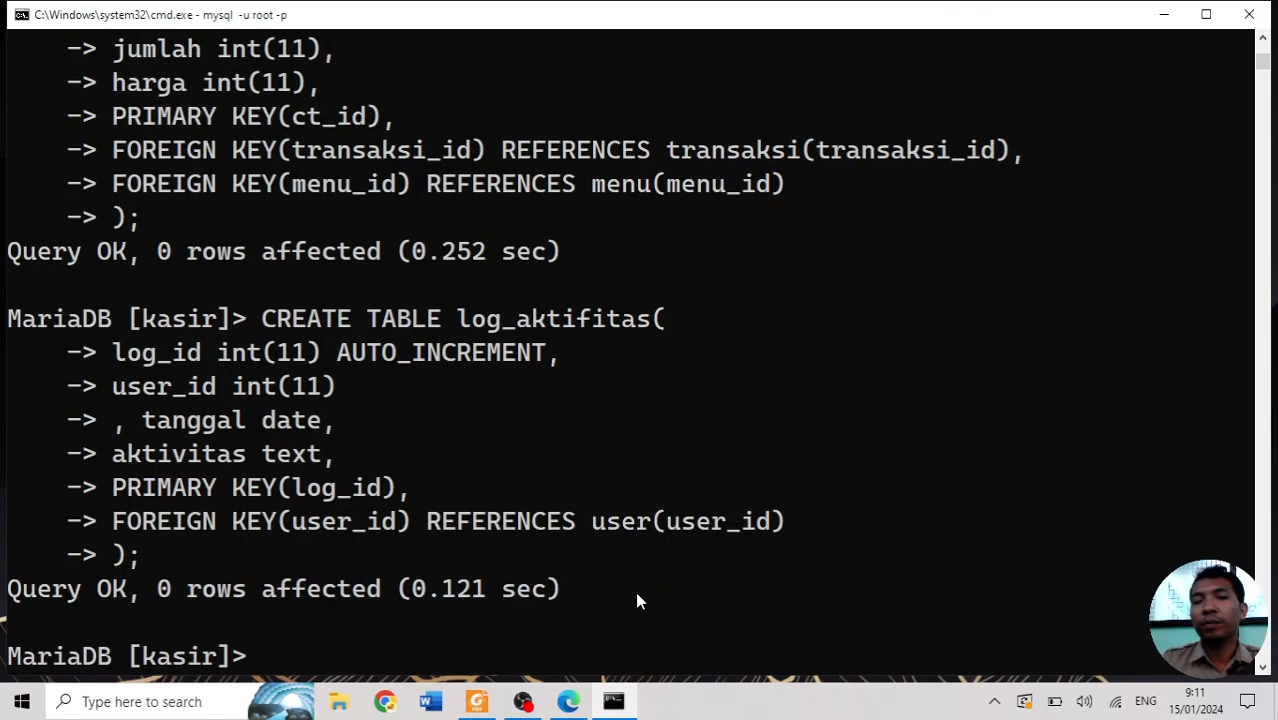 C:\Windows\system32\cmd.exe - mysql -u root -p
-> jumlah int(11),
-> harga int(11),
-> PRIMARY KEY(ct_id),
-> FOREIGN KEY(transaksi_id) REFERENCES transaksi(transaksi_id),
-> FOREIGN KEY(menu_id) REFERENCES menu(menu_id)
-> );
Query OK, 0 rows affected (0.252 sec)
MariaDB [kasir]> CREATE TABLE log_aktifitas(
-> log_id int(11) AUTO_INCREMENT,
-> user_id int(11)
-> , tanggal date,
-> aktivitas text,
-> PRIMARY KEY(log_id),
-> FOREIGN KEY(user_id) REFERENCES user(user_id)
-> );
Query OK, 0 rows affected (0.121 sec)
MariaDB [kasir]>
Type here to search
ENG
9:11
15/01/2024